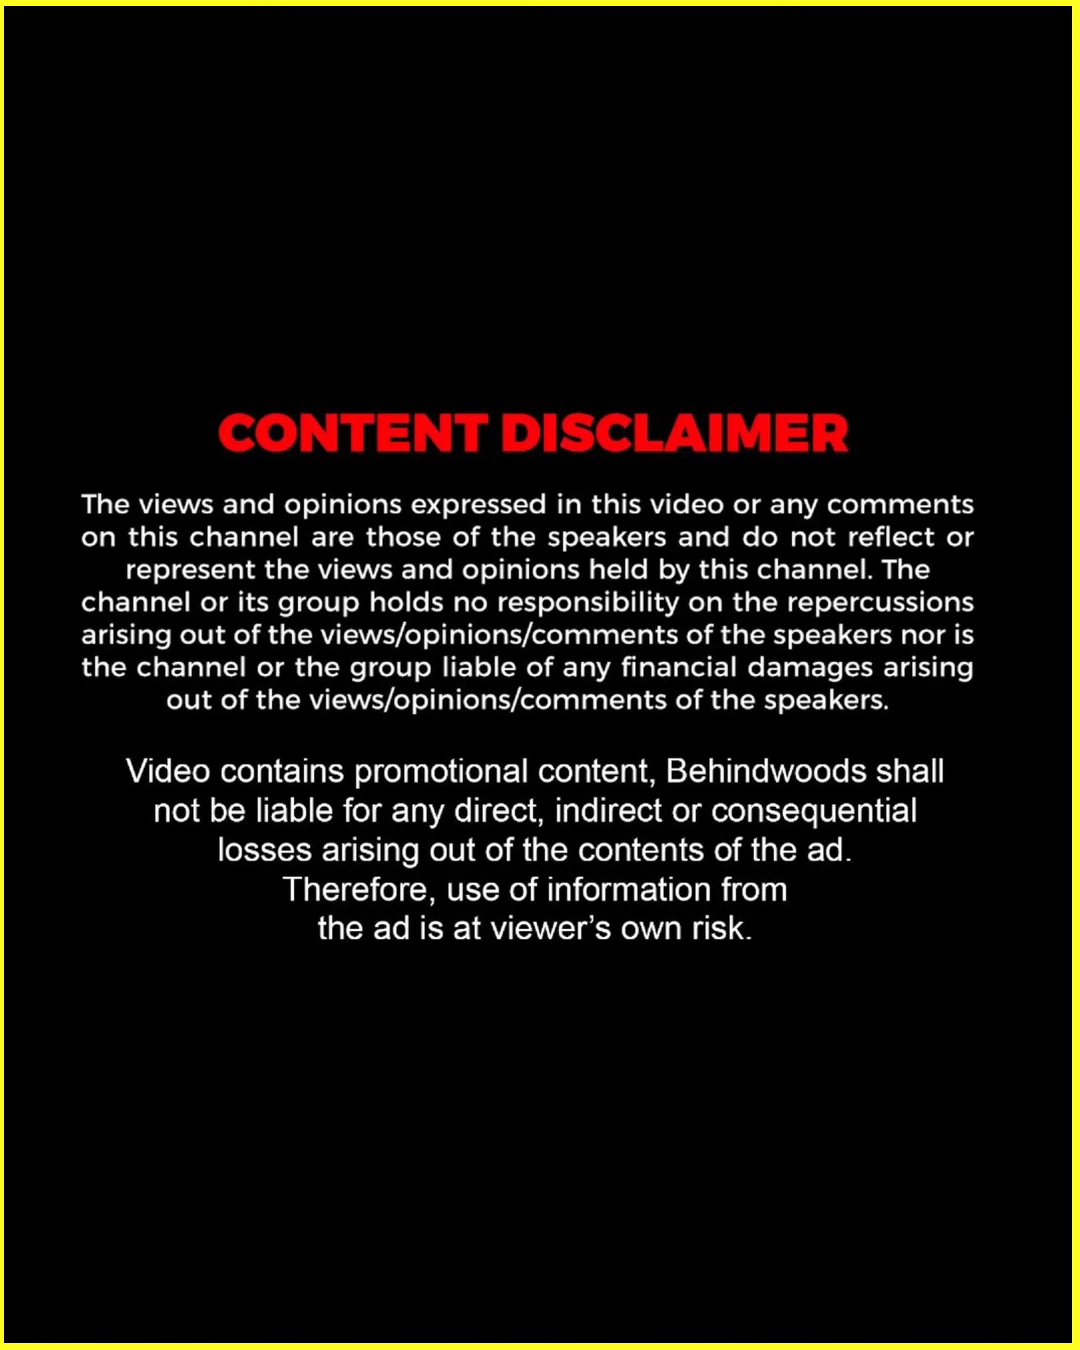 CONTENT DISCLAIMER
The views and opinions expressed in this video or any comments
on this channel are those of the speakers and do not reflect or
represent the views and opinions held by this channel. The
channel or its group holds no responsibility on the repercussions
arising out of the views/opinions/comments of the speakers nor is
the channel or the group liable of any financial damages arising
out of the views/opinions/comments of the speakers.
Video contains promotional content, Behindwoods shall
not be liable for any direct, indirect or consequential
losses arising out of the contents of the ad.
Therefore, use of information from
the ad is at viewer’s own risk.